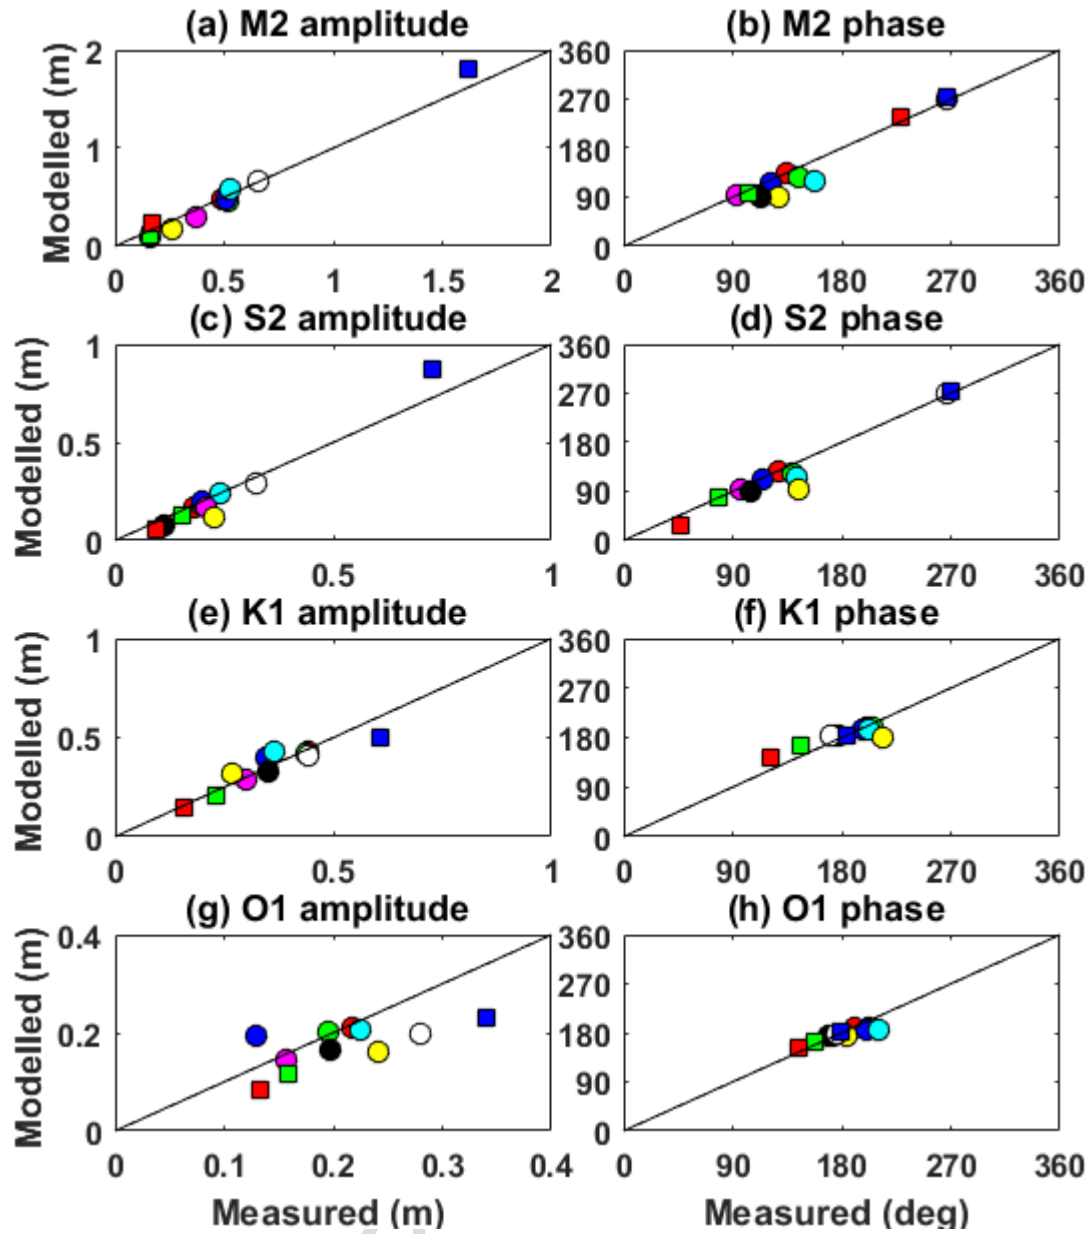 (a) M2 amplitude
(b) M2 phase
Modelled (m)
2
1
0
0 0.5 1 1.5 2
360
270
180
90
0
0 90 180 270 360
(c) S2 amplitude
(d) S2 phase
Modelled (m)
1
0.5
0
0 0.5 1
360
270
180
90
0
0 90 180 270 360
(e) K1 amplitude
(f) K1 phase
Modelled (m)
1
0.5
0
0 0.5 1
360
270
180
90
0
0 90 180 270 360
(g) O1 amplitude
(h) O1 phase
Modelled (m)
0.4
0.2
0
0 0.1 0.2 0.3 0.4
Measured (m)
360
270
180
90
0
0 90 180 270 360
Measured (deg)